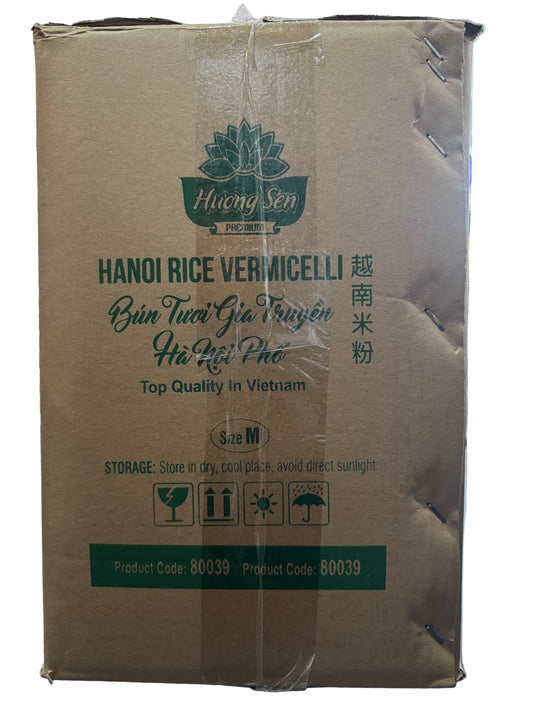 Hương Sen
PREMIUM
HANOI RICE VERMICELLI
越南米粉
Bún Tươi Gia Truyền
Hà Nội Phố
Top Quality In Vietnam
Size M
STORAGE: Store in dry, cool place, avoid direct sunlight
Product Code: 80039 Product Code: 80039